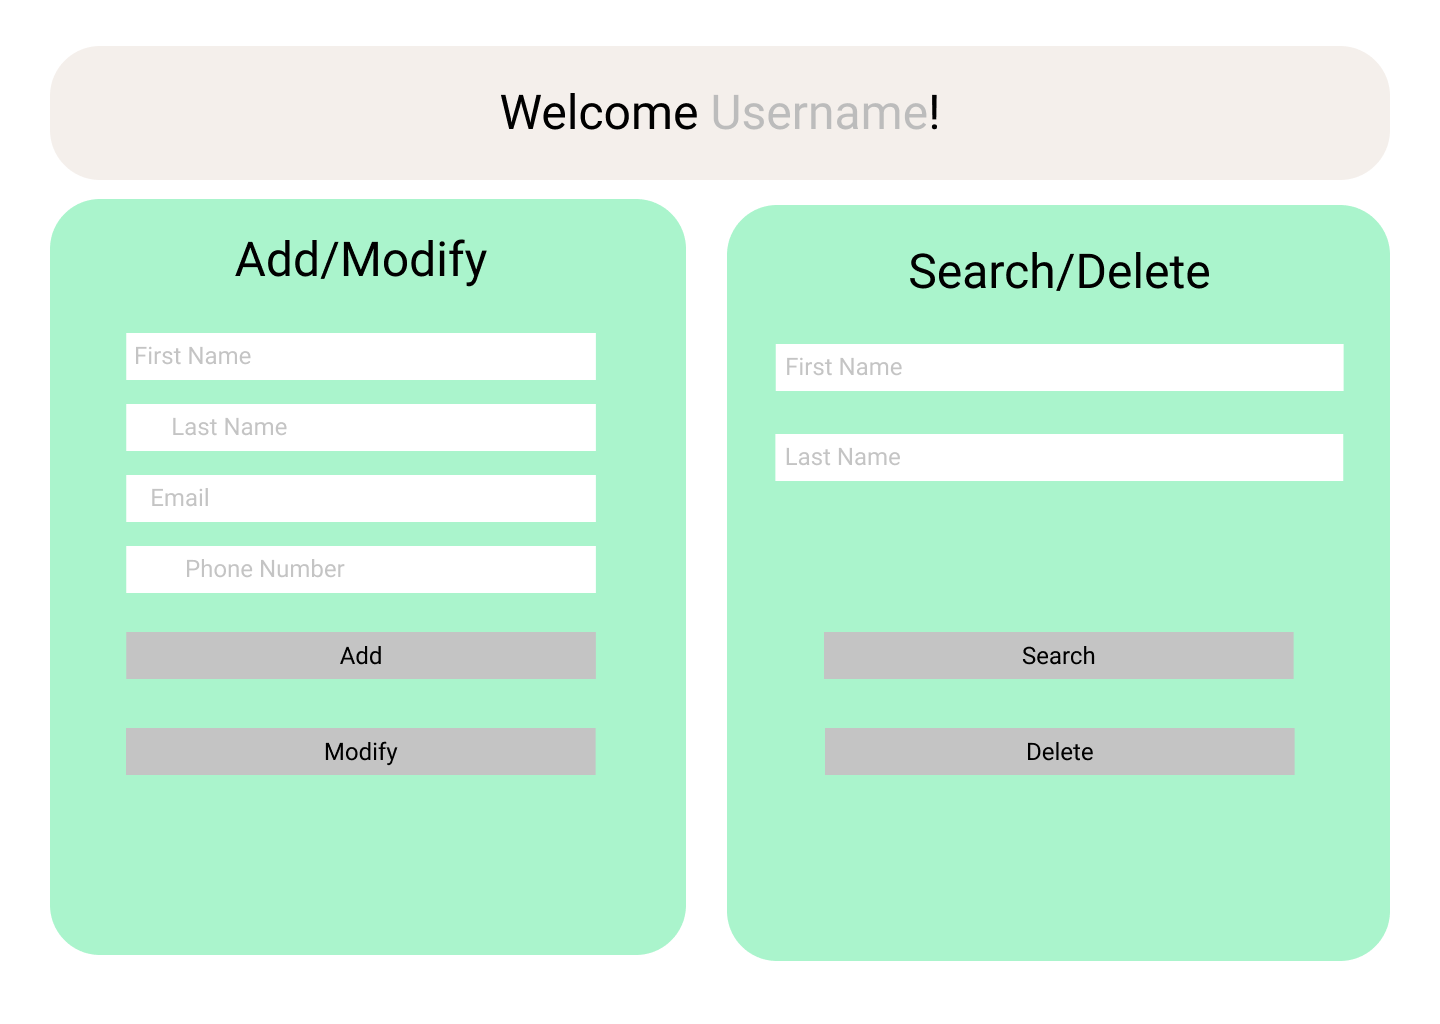 Welcome Username!
Add/Modify
First Name
Last Name
Email
Phone Number
Add
Modify
Search/Delete
First Name
Last Name
Search
Delete